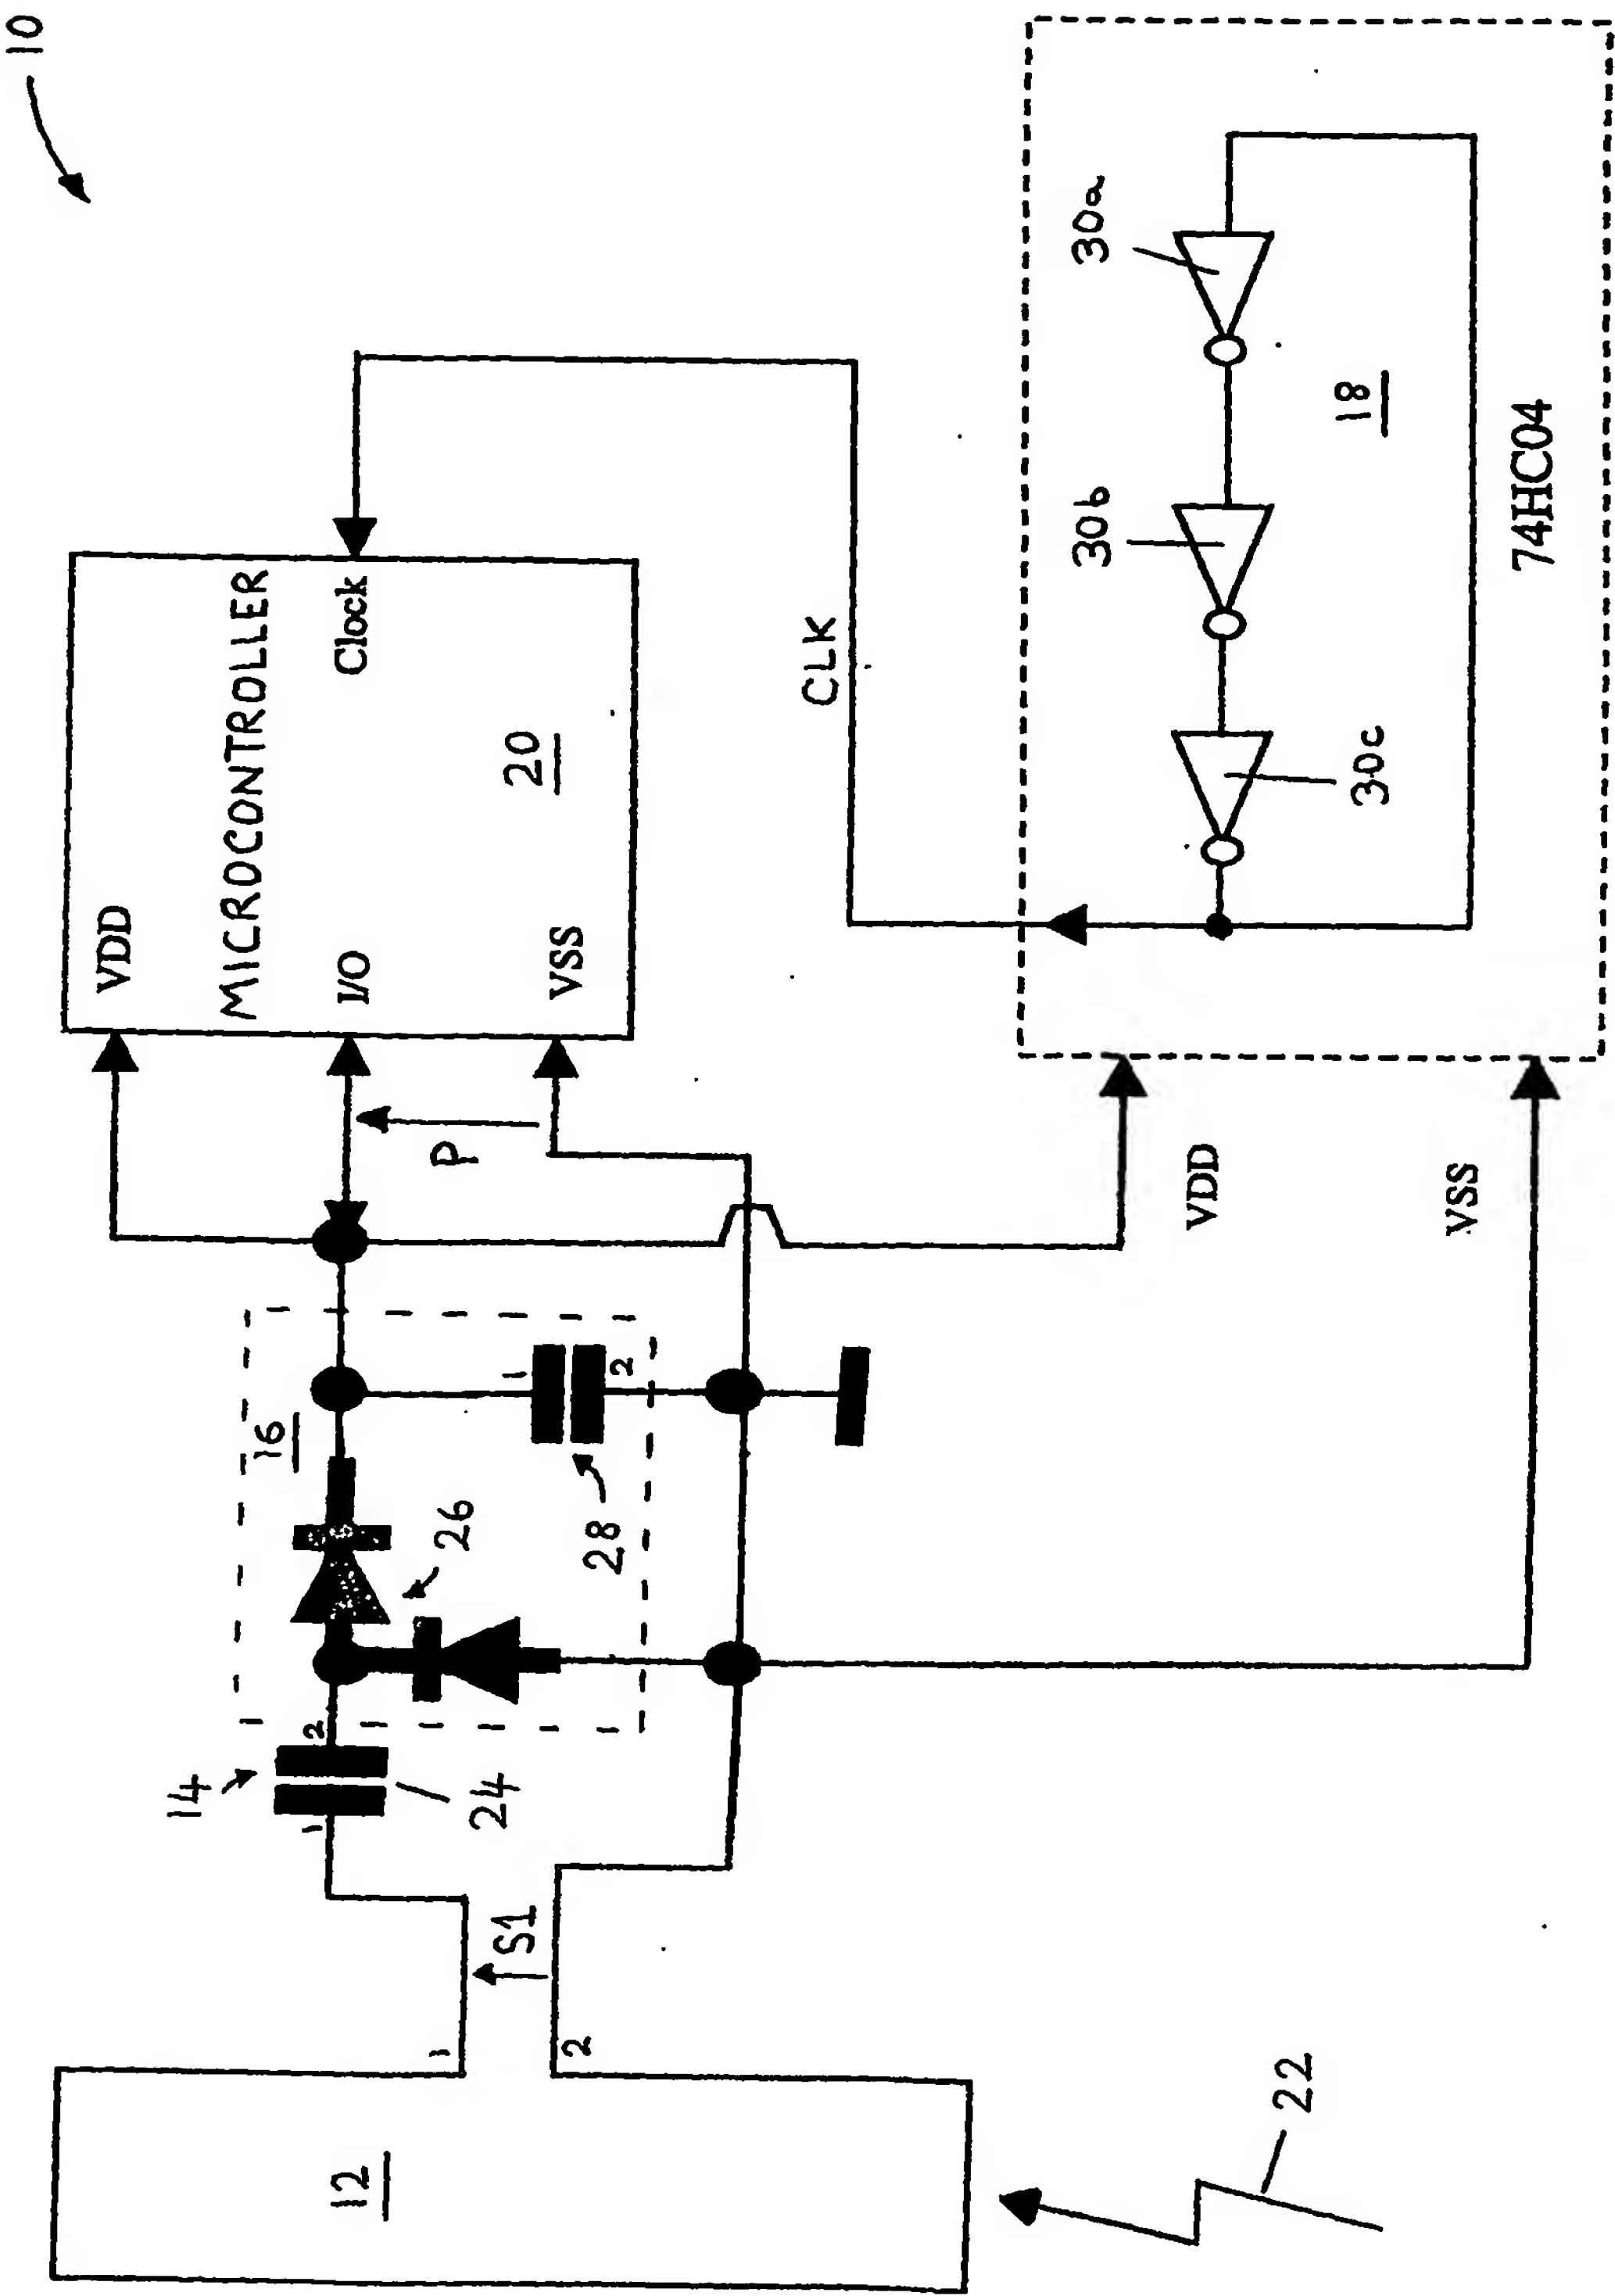 10
VDD
MICROCONTROLLER
I/O
Clock
VSS
20
P
16
14
1
2
24
26
28
1
2
S1
1
2
12
22
CLK
VDD
VSS
30a
30b
30c
18
74HC04